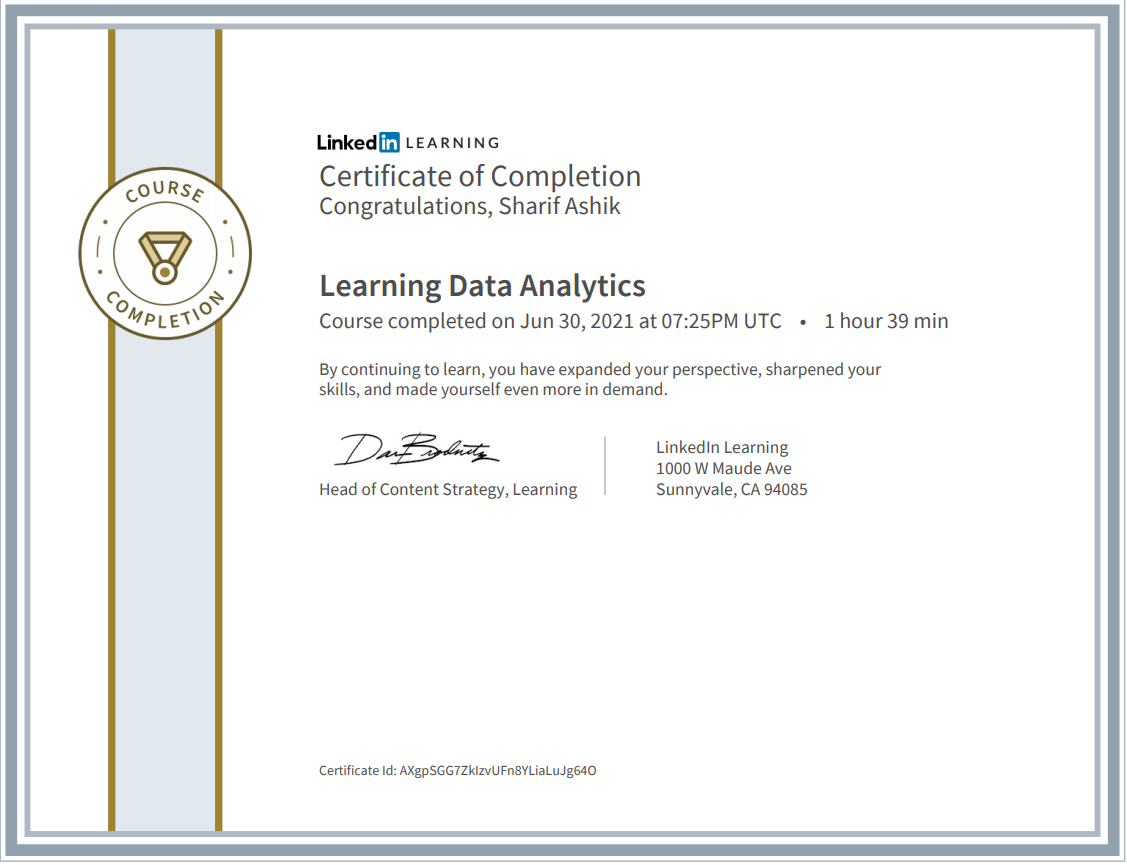 COURSE
COMPLETION
Linked in LEARNING
Certificate of Completion
Congratulations, Sharif Ashik
Learning Data Analytics
Course completed on Jun 30, 2021 at 07:25PM UTC • 1 hour 39 min
By continuing to learn, you have expanded your perspective, sharpened your
skills, and made yourself even more in demand.
Head of Content Strategy, Learning
LinkedIn Learning
1000 W Maude Ave
Sunnyvale, CA 94085
Certificate Id: AXgpSGG7ZkIzvUFn8YLiaLuJg64O